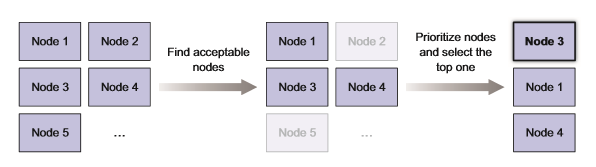 Node 1
Node 2
Node 3
Node 4
Node 5
...
Find acceptable
nodes
Node 1
Node 2
Node 3
Node 4
Node 5
...
Prioritize nodes
and select the
top one
Node 3
Node 1
Node 4